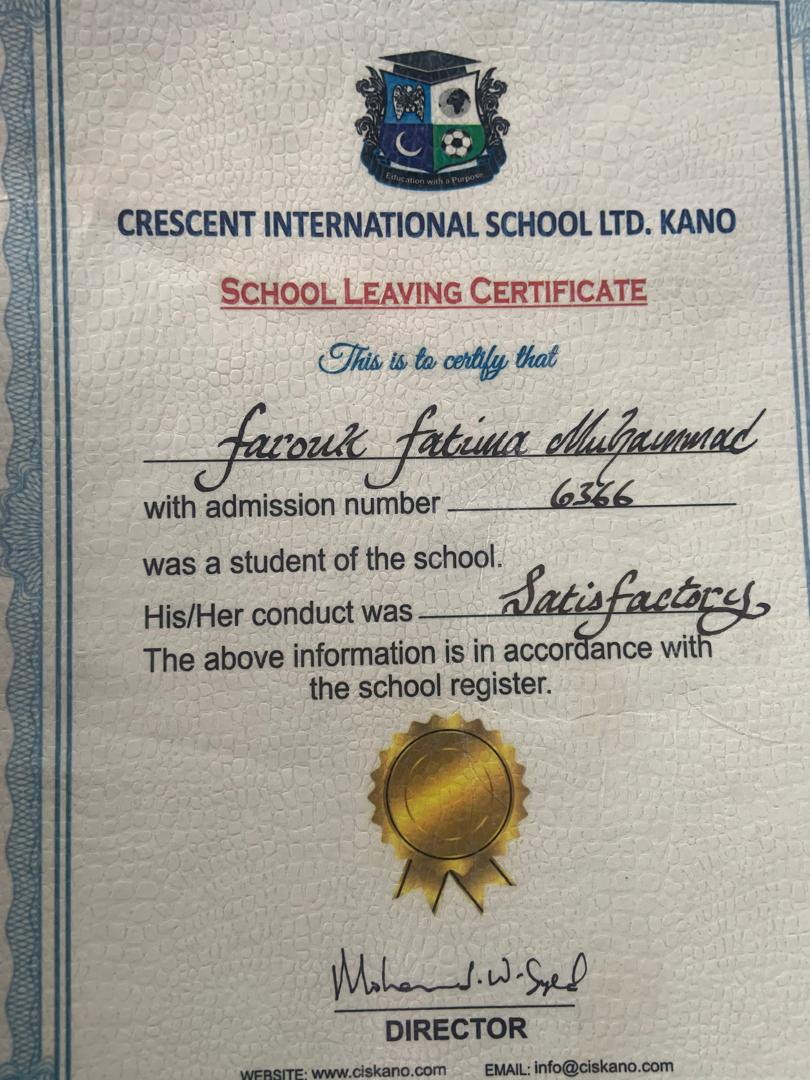 Education with a Purpose
CRESCENT INTERNATIONAL SCHOOL LTD. KANO
SCHOOL LEAVING CERTIFICATE
This is to certify that
Farouk Fatima Muhammad
with admission number 6366
was a student of the school.
His/Her conduct was Satisfactory
The above information is in accordance with
the school register.
Mohamd.W.Syed
DIRECTOR
WEBSITE: www.ciskano.com EMAIL: info@ciskano.com